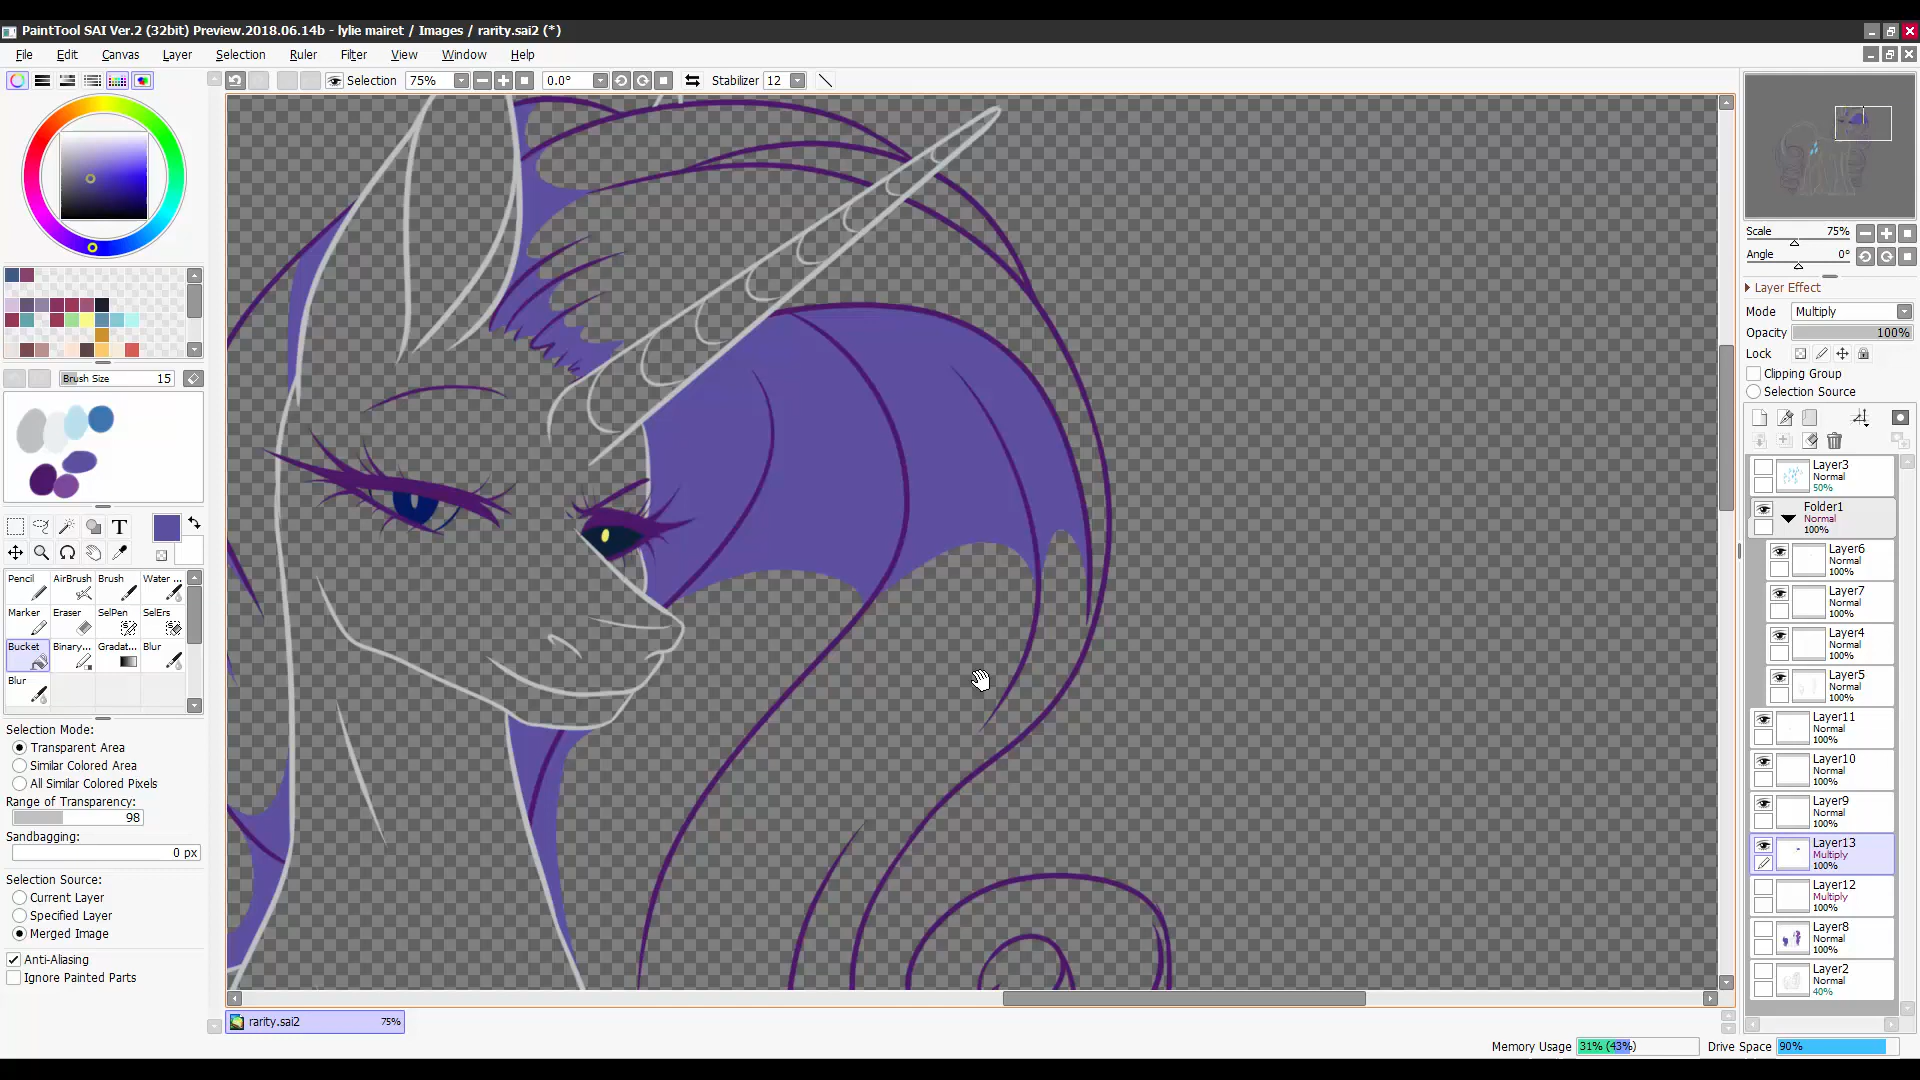 PaintTool SAI Ver.2 (32bit) Preview.2018.06.14b - lylie mairet / Images / rarity.sai2 (*)
File Edit Canvas Layer Selection Ruler Filter View Window Help
Selection 75% 0.0° Stabilizer 12
Brush Size 15
T
Pencil AirBrush Brush Water ...
Marker Eraser SelPen SelErs
Bucket Binary... Gradat... Blur
Blur
Selection Mode:
Transparent Area
Similar Colored Area
All Similar Colored Pixels
Range of Transparency:
98
Sandbagging:
0 px
Selection Source:
Current Layer
Specified Layer
Merged Image
Anti-Aliasing
Ignore Painted Parts
rarity.sai2 75%
Scale 75%
Angle 0°
Layer Effect
Mode Multiply
Opacity 100%
Lock
Clipping Group
Selection Source
Layer3
Normal
50%
Folder1
Normal
100%
Layer6
Normal
100%
Layer7
Normal
100%
Layer4
Normal
100%
Layer5
Normal
100%
Layer11
Normal
100%
Layer10
Normal
100%
Layer9
Normal
100%
Layer13
Multiply
100%
Layer12
Multiply
100%
Layer8
Normal
100%
Layer2
Normal
40%
Memory Usage 31% (43%) Drive Space 90%